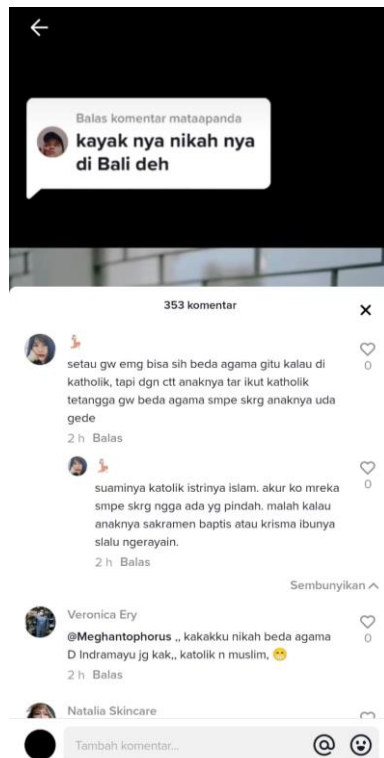 Balas komentar mataapanda
kayak nya nikah nya
di Bali deh
353 komentar
setau gw emg bisa sih beda agama gitu kalau di
katholik, tapi dgn ctt anaknya tar ikut katholik
tetangga gw beda agama smpe skrg anaknya uda
gede
0
2 h Balas
suaminya katolik istrinya islam. akur ko mreka
smpe skrg ngga ada yg pindah. malah kalau
anaknya sakramen baptis atau krisma ibunya
slalu ngerayain.
0
2 h Balas
Sembunyikan
Veronica Ery
@Meghantophorus ,, kakakku nikah beda agama
D Indramayu jg kak,, katolik n muslim, 😁
0
2 h Balas
Natalia Skincare
Tambah komentar...